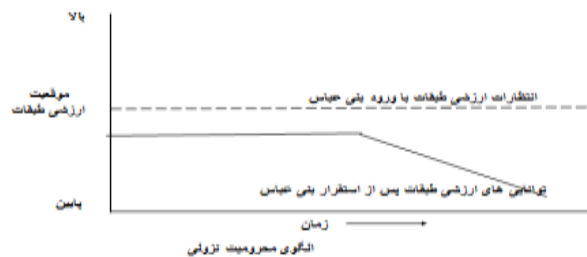 بالا
انتظارات ارزشی طبقات با ورود بنی عباس
موقعیت
ارزشی طبقات
توانایی های ارزشی طبقات پس از استقرار بنی عباس
پایین
زمان
الگوی محرومیت نزولی